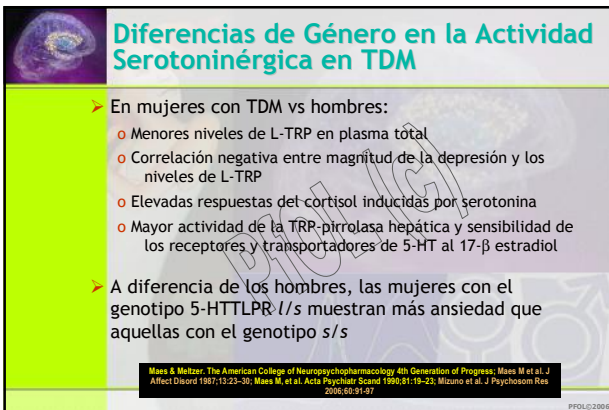 Diferencias de Género en la Actividad
Serotoninérgica en TDM
➢ En mujeres con TDM vs hombres:
o Menores niveles de L-TRP en plasma total
o Correlación negativa entre magnitud de la depresión y los
niveles de L-TRP
o Elevadas respuestas del cortisol inducidas por serotonina
o Mayor actividad de la TRP-pirrolasa hepática y sensibilidad de
los receptores y transportadores de 5-HT al 17-β estradiol
➢ A diferencia de los hombres, las mujeres con el
genotipo 5-HTTLPR l/s muestran más ansiedad que
aquellas con el genotipo s/s
PfOL (c)
Maes & Meltzer. The American College of Neuropsychopharmacology 4th Generation of Progress; Maes M et al. J
Affect Disord 1987;13:23–30; Maes M, et al. Acta Psychiatr Scand 1990;81:19–23; Mizuno et al. J Psychosom Res
2006;60:91-97
PFOL©2006